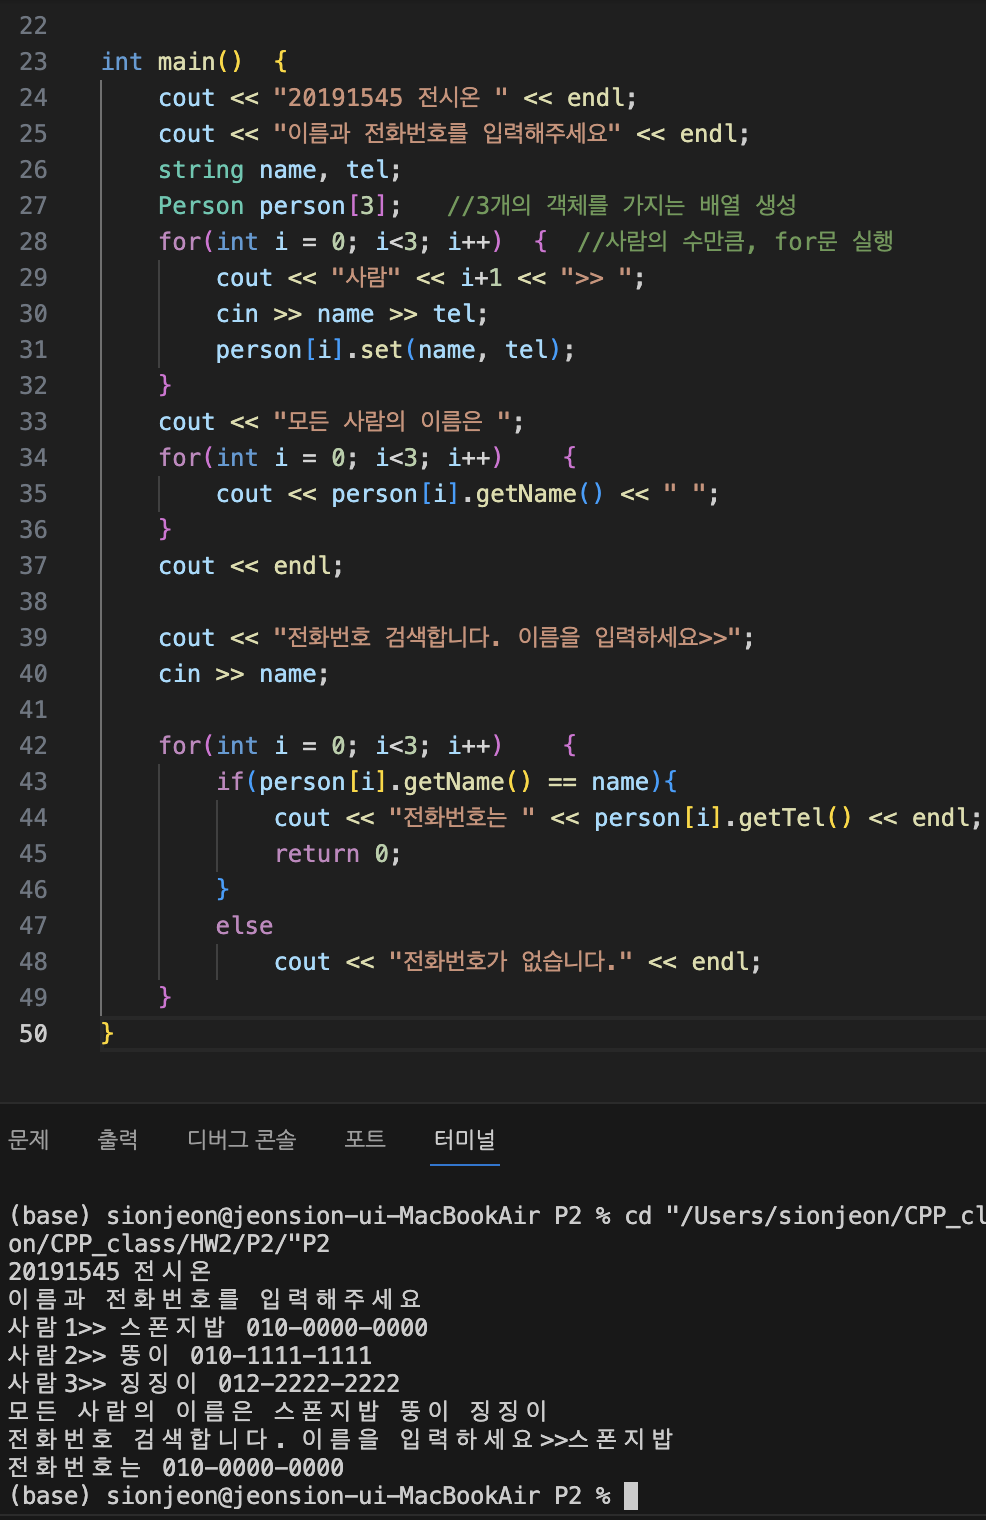 22
23 int main()  {
24     cout << "20191545 전시온 " << endl;
25     cout << "이름과 전화번호를 입력해주세요" << endl;
26     string name, tel;
27     Person person[3];   //3개의 객체를 가지는 배열 생성
28     for(int i = 0; i<3; i++)  {  //사람의 수만큼, for문 실행
29         cout << "사람" << i+1 << ">> ";
30         cin >> name >> tel;
31         person[i].set(name, tel);
32     }
33     cout << "모든 사람의 이름은 ";
34     for(int i = 0; i<3; i++)    {
35         cout << person[i].getName() << " ";
36     }
37     cout << endl;
38
39     cout << "전화번호 검색합니다. 이름을 입력하세요>>";
40     cin >> name;
41
42     for(int i = 0; i<3; i++)    {
43         if(person[i].getName() == name){
44             cout << "전화번호는 " << person[i].getTel() << endl;
45             return 0;
46         }
47         else
48             cout << "전화번호가 없습니다." << endl;
49     }
50 }
문제 출력 디버그 콘솔 포트 터미널
(base) sionjeon@jeonsion-ui-MacBookAir P2 % cd "/Users/sionjeon/CPP_cl
on/CPP_class/HW2/P2/"P2
20191545 전시온
이름과 전화번호를 입력해주세요
사람1>> 스폰지밥 010-0000-0000
사람2>> 뚱이 010-1111-1111
사람3>> 징징이 012-2222-2222
모든 사람의 이름은 스폰지밥 뚱이 징징이
전화번호 검색합니다. 이름을 입력하세요>>스폰지밥
전화번호는 010-0000-0000
(base) sionjeon@jeonsion-ui-MacBookAir P2 %